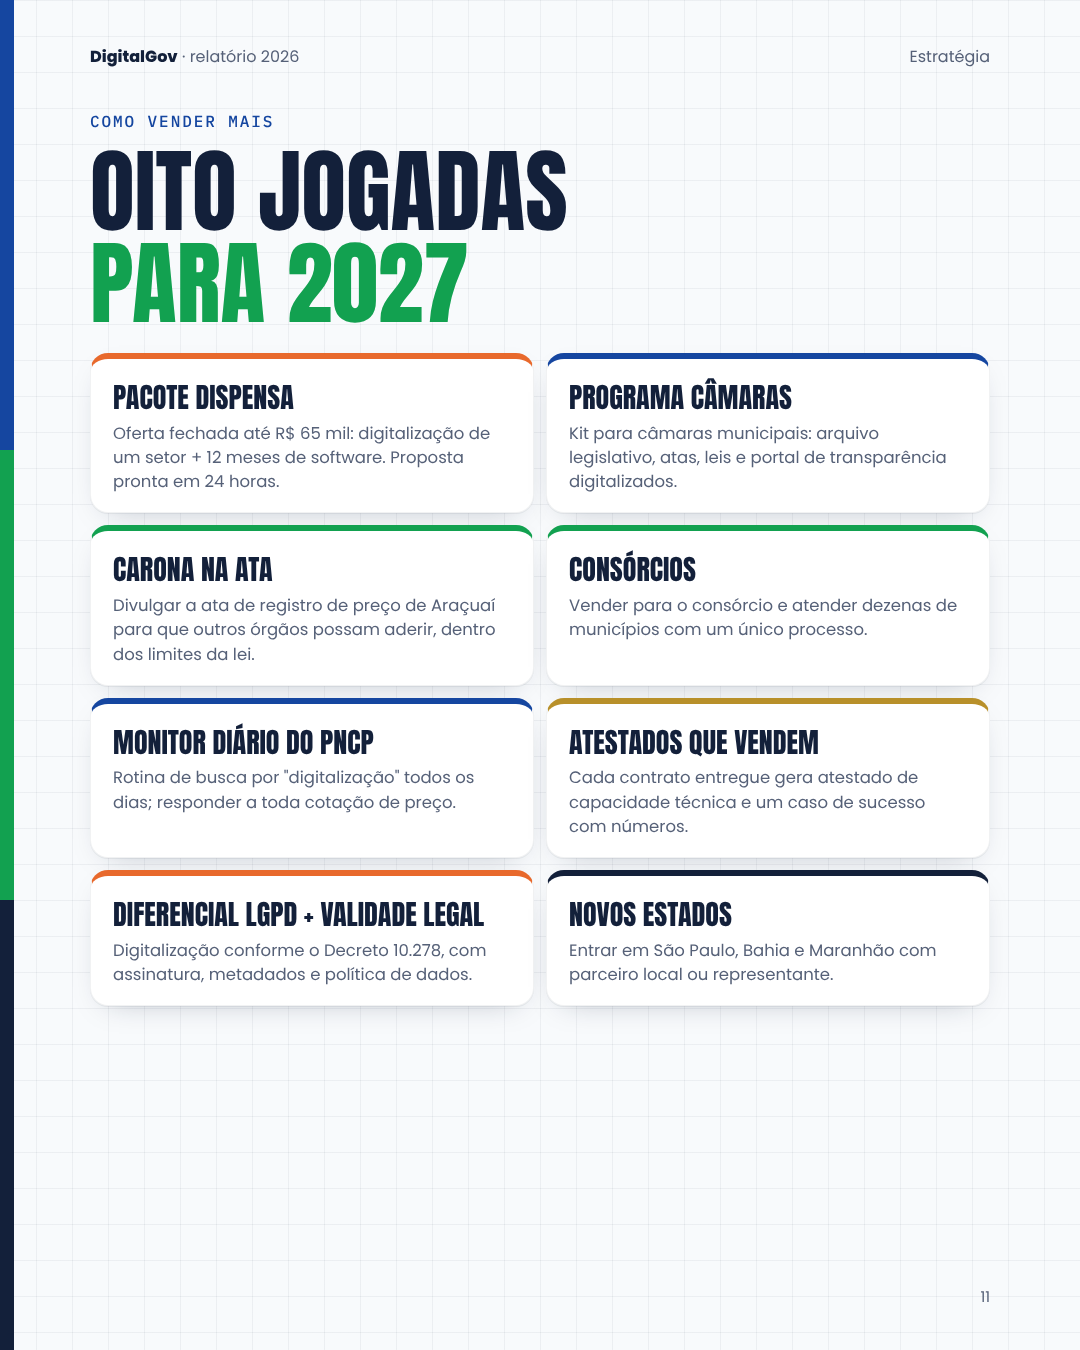 DigitalGov · relatório 2026
Estratégia
COMO VENDER MAIS
OITO JOGADAS
PARA 2027
PACOTE DISPENSA
Oferta fechada até R$ 65 mil: digitalização de
um setor + 12 meses de software. Proposta
pronta em 24 horas.
PROGRAMA CÂMARAS
Kit para câmaras municipais: arquivo
legislativo, atas, leis e portal de transparência
digitalizados.
CARONA NA ATA
Divulgar a ata de registro de preço de Araçuaí
para que outros órgãos possam aderir, dentro
dos limites da lei.
CONSÓRCIOS
Vender para o consórcio e atender dezenas de
municípios com um único processo.
MONITOR DIÁRIO DO PNCP
Rotina de busca por "digitalização" todos os
dias; responder a toda cotação de preço.
ATESTADOS QUE VENDEM
Cada contrato entregue gera atestado de
capacidade técnica e um caso de sucesso
com números.
DIFERENCIAL LGPD + VALIDADE LEGAL
Digitalização conforme o Decreto 10.278, com
assinatura, metadados e política de dados.
NOVOS ESTADOS
Entrar em São Paulo, Bahia e Maranhão com
parceiro local ou representante.
11